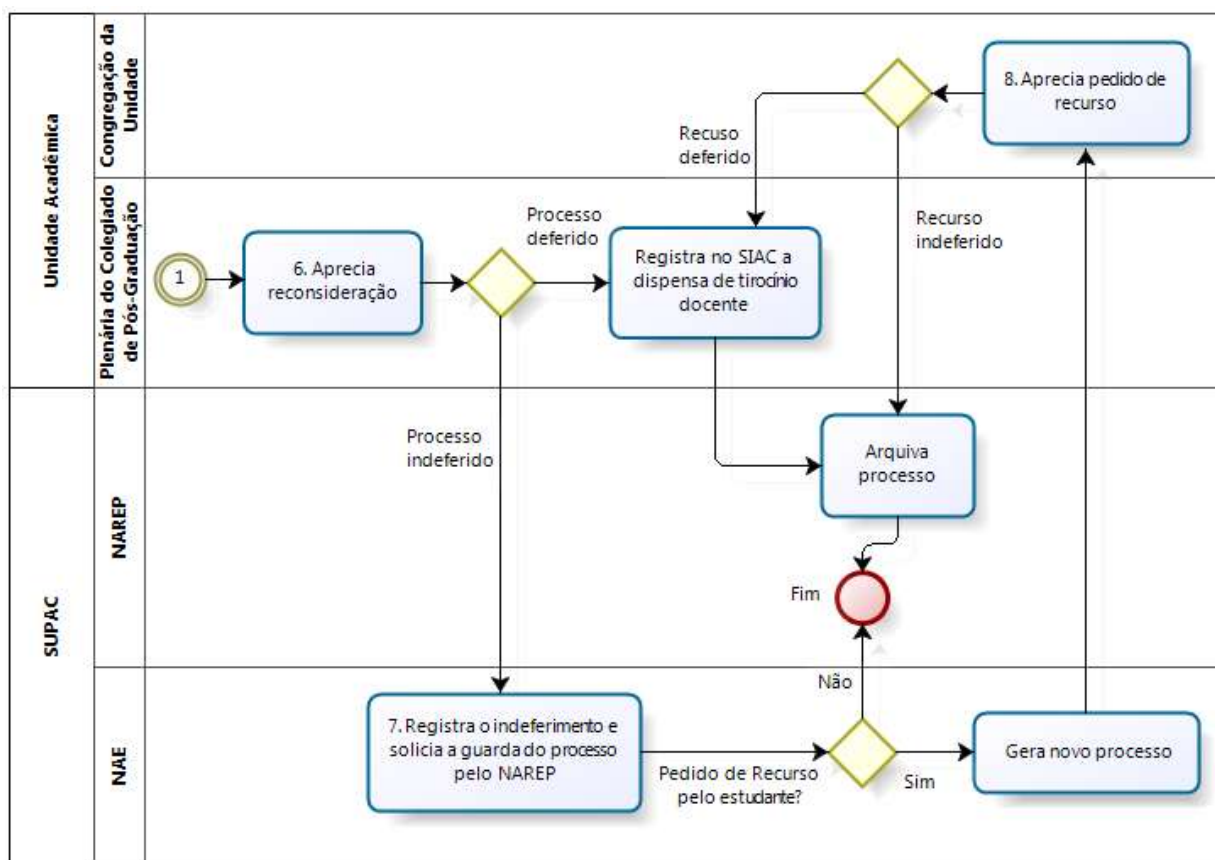 Unidade Acadêmica
Congregação da
Unidade
8. Aprecia pedido de
recurso
Recuso
deferido
Plenária do Colegiado
de Pós-Graduação
1
6. Aprecia
reconsideração
Processo
deferido
Registra no SIAC a
dispensa de tirocínio
docente
Recurso
indeferido
SUPAC
NAREP
Processo
indeferido
Arquiva
processo
Fim
NAE
7. Registra o indeferimento e
solicia a guarda do processo
pelo NAREP
Pedido de Recurso
pelo estudante?
Não
Sim
Gera novo processo